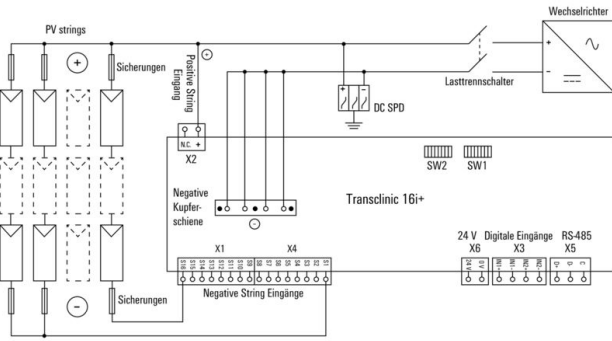 Wechselrichter
PV strings
+
Sicherungen
Positive String
Eingang
+
+
−
Lasttrennschalter
+
−
DC SPD
N.C. +
X2
SW2 SW1
Negative
Kupfer-
schiene
−
Transclinic 16i+
24 V Digitale Eingänge RS-485
X6 X3 X5
X1 X4
S16 S15 S14 S13 S12 S11 S10 S9 S8 S7 S6 S5 S4 S3 S2 S1
24 V 0 V IN1+ IN1- IN2+ IN2- D+ D- C
Negative String Eingänge
−
Sicherungen